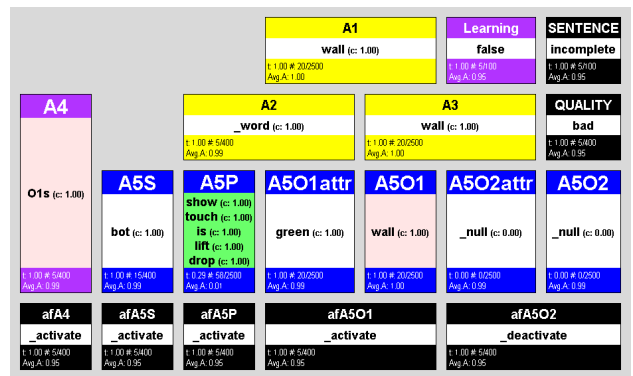 A1
wall (c: 1.00)
t: 1.00 #: 20/2500
Avg.A: 1.00
Learning
false
t: 1.00 #: 5/100
Avg.A: 0.95
SENTENCE
incomplete
t: 1.00 #: 5/100
Avg.A: 0.95
A4
O1s (c: 1.00)
t: 1.00 #: 5/400
Avg.A: 0.99
A2
_word (c: 1.00)
t: 1.00 #: 5/400
Avg.A: 0.99
A3
wall (c: 1.00)
t: 1.00 #: 20/2500
Avg.A: 1.00
QUALITY
bad
t: 1.00 #: 5/400
Avg.A: 0.95
A5S
bot (c: 1.00)
t: 1.00 #: 15/400
Avg.A: 0.99
A5P
show (c: 1.00)
touch (c: 1.00)
is (c: 1.00)
lift (c: 1.00)
drop (c: 1.00)
t: 0.29 #: 58/2500
Avg.A: 0.01
A5O1attr
green (c: 1.00)
t: 1.00 #: 20/2500
Avg.A: 0.99
A5O1
wall (c: 1.00)
t: 1.00 #: 20/2500
Avg.A: 1.00
A5O2attr
_null (c: 0.00)
t: 0.00 #: 0/2500
Avg.A: 0.99
A5O2
_null (c: 0.00)
t: 0.00 #: 0/2500
Avg.A: 0.99
afA4
_activate
t: 1.00 #: 5/400
Avg.A: 0.95
afA5S
_activate
t: 1.00 #: 5/400
Avg.A: 0.95
afA5P
_activate
t: 1.00 #: 5/400
Avg.A: 0.95
afA5O1
_activate
t: 1.00 #: 5/400
Avg.A: 0.95
afA5O2
_deactivate
t: 1.00 #: 5/400
Avg.A: 0.95